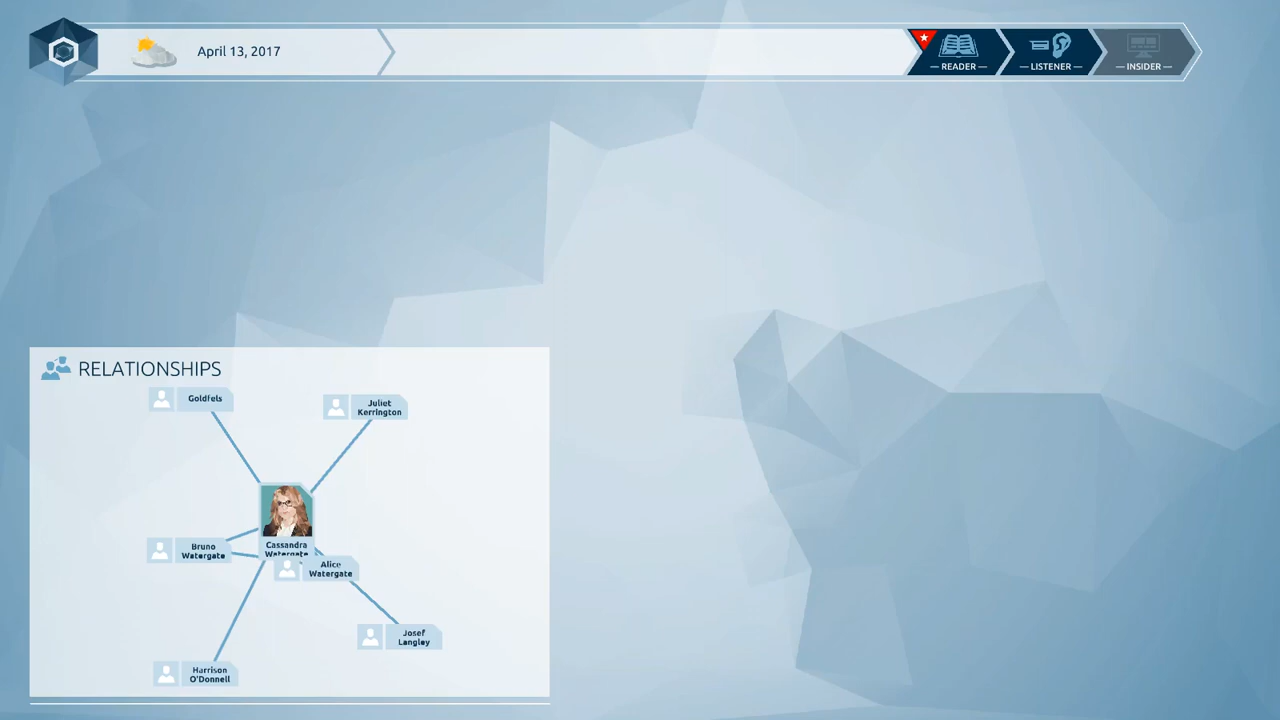 April 13, 2017
— READER —
— LISTENER —
— INSIDER —
RELATIONSHIPS
Goldfels
Juliet
Kerrington
Cassandra
Watergate
Bruno
Watergate
Alice
Watergate
Josef
Langley
Harrison
O'Donnell